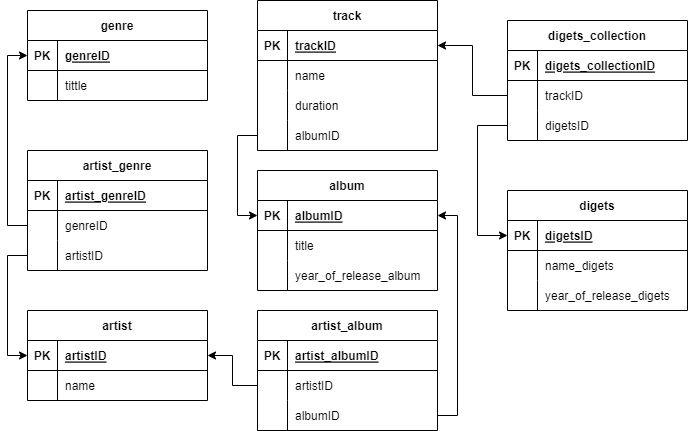 genre
PK genreID
tittle
artist_genre
PK artist_genreID
genreID
artistID
artist
PK artistID
name
track
PK trackID
name
duration
albumID
album
PK albumID
title
year_of_release_album
artist_album
PK artist_albumID
artistID
albumID
digets_collection
PK digets_collectionID
trackID
digetsID
digets
PK digetsID
name_digets
year_of_release_digets